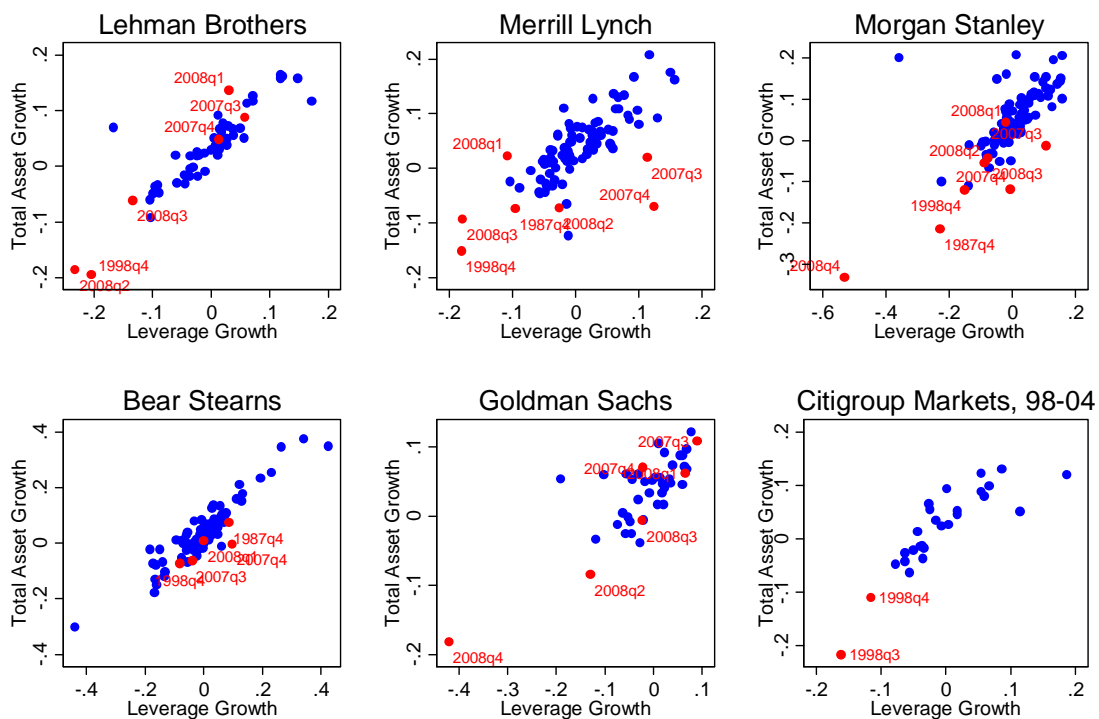 Lehman Brothers
Total Asset Growth
.2
.1
0
-.1
-.2
2008q1
2007q3
2007q4
2008q3
1998q4
2008q2
-.2
-.1
0
.1
.2
Leverage Growth
Merrill Lynch
Total Asset Growth
.2
.1
0
-.1
-.2
2008q1
2007q3
2007q4
1987q4
2008q2
2008q3
1998q4
-.2
-.1
0
.1
.2
Leverage Growth
Morgan Stanley
Total Asset Growth
.2
.1
0
-.1
-.2
-.3
2008q1
2007q3
2008q2
2007q4
2008q3
1998q4
1987q4
2008q4
-.6
-.4
-.2
0
.2
Leverage Growth
Bear Stearns
Total Asset Growth
.4
.2
0
-.2
-.4
1987q4
2008q1
2007q4
2007q3
1998q4
-.4
-.2
0
.2
.4
Leverage Growth
Goldman Sachs
Total Asset Growth
.1
0
-.1
-.2
2007q3
2007q4
2008q1
2008q3
2008q2
2008q4
-.4
-.3
-.2
-.1
0
.1
Leverage Growth
Citigroup Markets, 98-04
Total Asset Growth
.2
.1
0
-.1
-.2
1998q4
1998q3
-.2
-.1
0
.1
.2
Leverage Growth